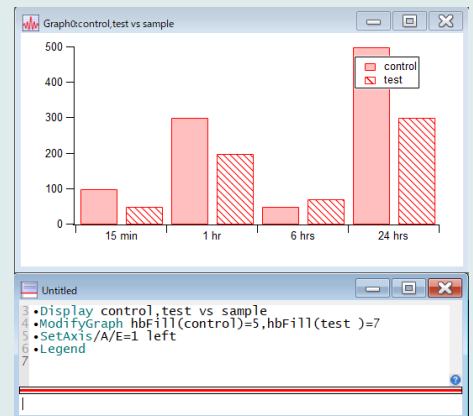 Graph0:control,test vs sample
500
control
test
400
300
200
100
0
15 min 1 hr 6 hrs 24 hrs
Untitled
3 •Display control,test vs sample
4 •ModifyGraph hbFill(control)=5,hbFill(test )=7
5 •SetAxis/A/E=1 left
6 •Legend
7